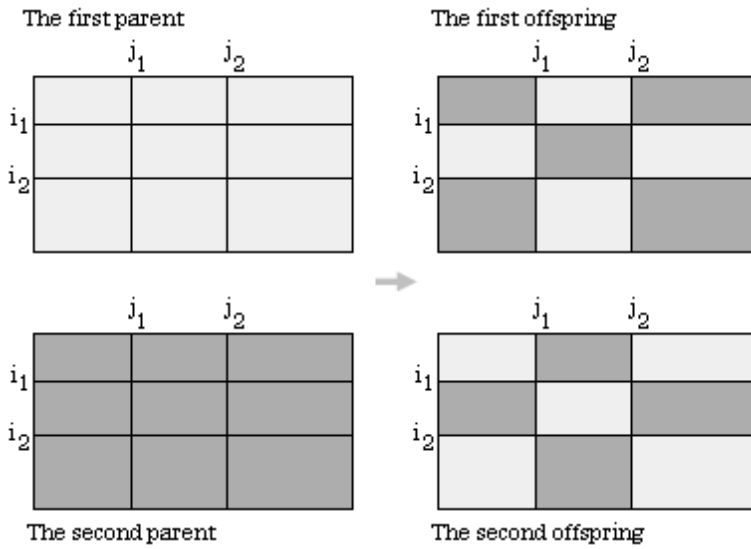 The first parent
j1 j2
i1
i2
The first offspring
j1 j2
i1
i2
j1 j2
i1
i2
The second parent
j1 j2
i1
i2
The second offspring